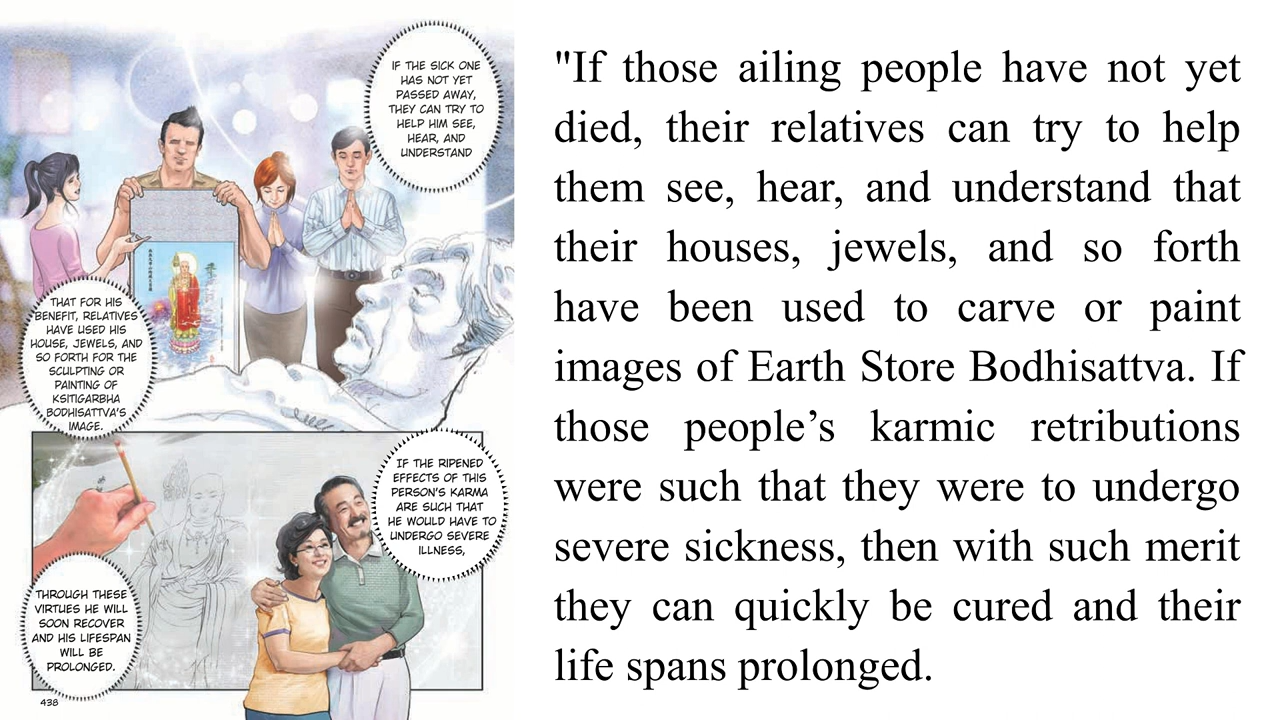 IF THE SICK ONE
HAS NOT YET
PASSED AWAY,
THEY CAN TRY TO
HELP HIM SEE,
HEAR, AND
UNDERSTAND
THAT FOR HIS
BENEFIT, RELATIVES
HAVE USED HIS
HOUSE, JEWELS, AND
SO FORTH FOR THE
SCULPTING OR
PAINTING OF
KSITIGARBHA
BODHISATTVA'S
IMAGE.
IF THE RIPENED
EFFECTS OF THIS
PERSON'S KARMA
ARE SUCH THAT
HE WOULD HAVE TO
UNDERGO SEVERE
ILLNESS,
THROUGH THESE
VIRTUES HE WILL
SOON RECOVER
AND HIS LIFESPAN
WILL BE
PROLONGED.
438
"If those ailing people have not yet
died, their relatives can try to help
them see, hear, and understand that
their houses, jewels, and so forth
have been used to carve or paint
images of Earth Store Bodhisattva. If
those people’s karmic retributions
were such that they were to undergo
severe sickness, then with such merit
they can quickly be cured and their
life spans prolonged.